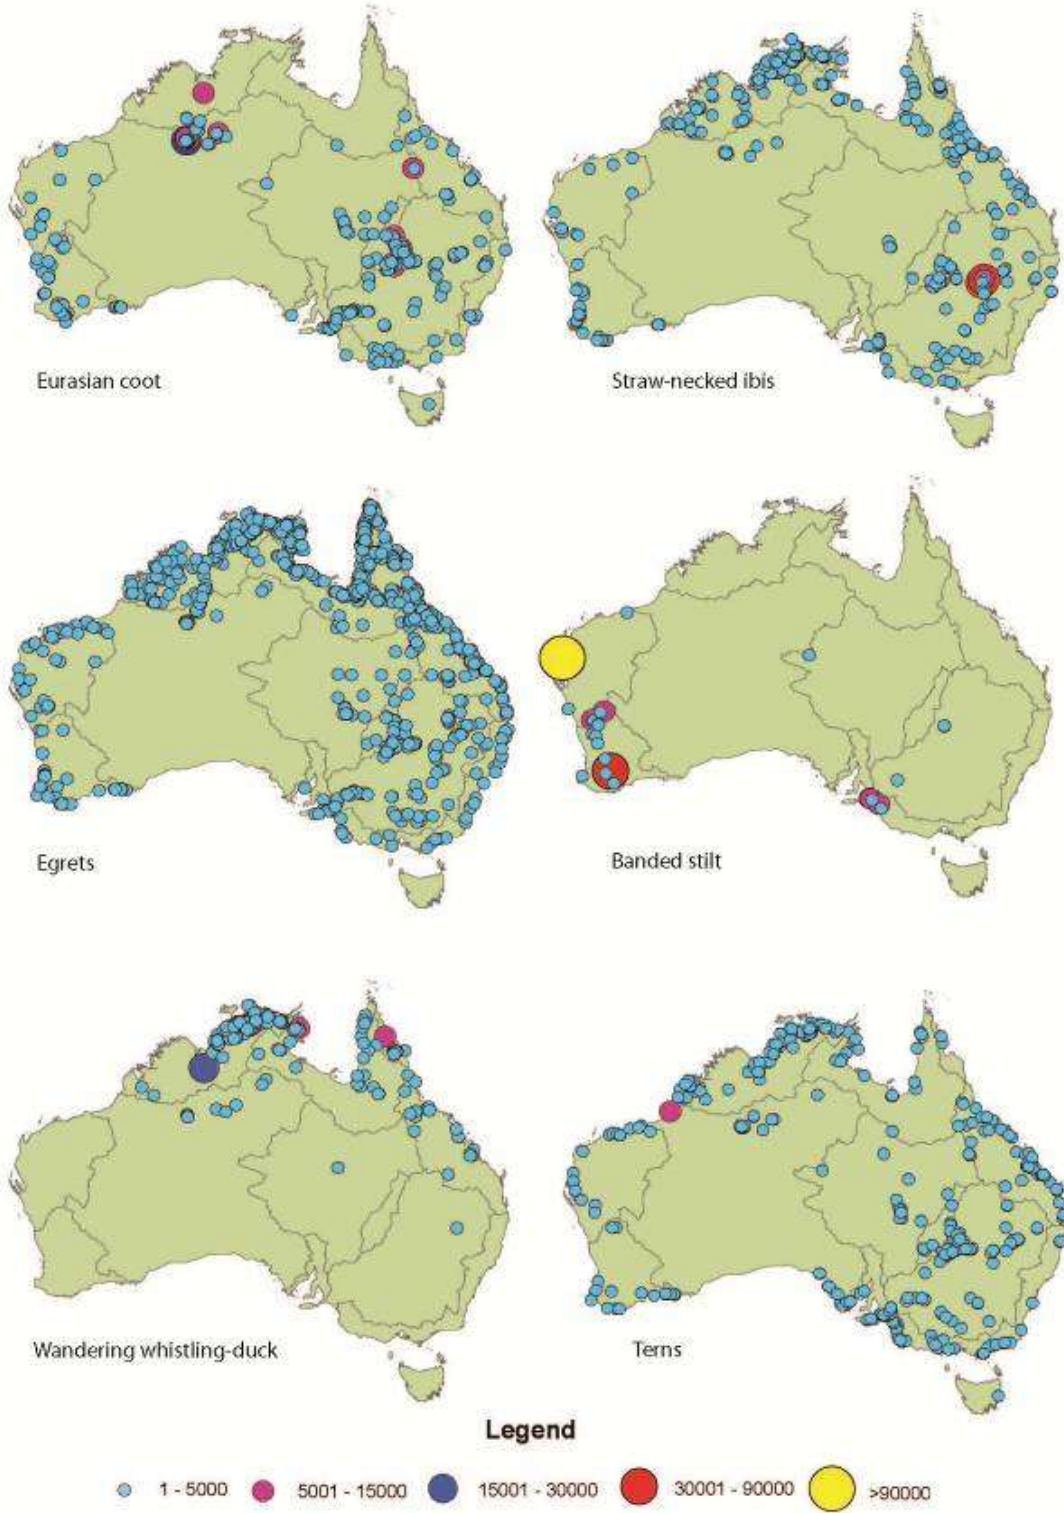 Eurasian coot
Straw-necked ibis
Egrets
Banded stilt
Wandering whistling-duck
Terns
Legend
1 - 5000
5001 - 15000
15001 - 30000
30001 - 90000
>90000